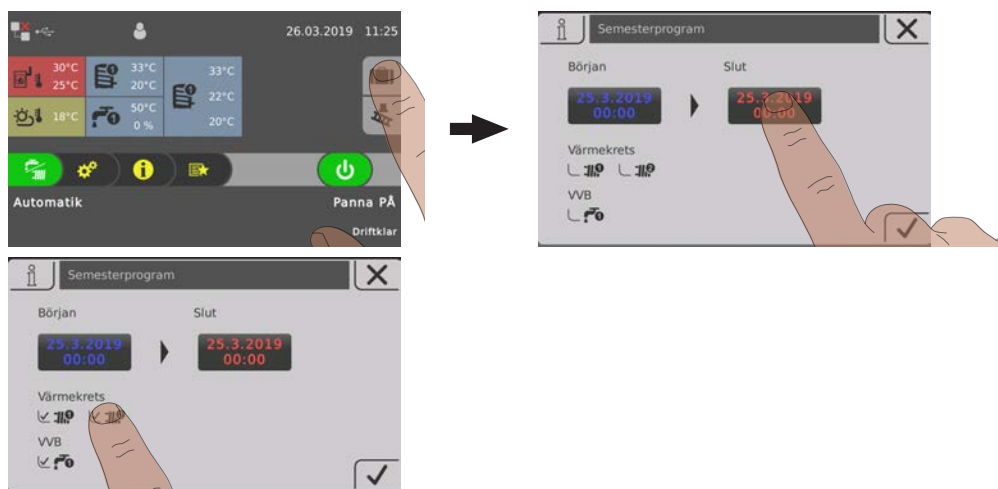 26.03.2019 11:25
30°C
25°C
33°C
20°C
33°C
22°C
20°C
18°C
50°C
0 %
Automatik
Panna PÅ
Driftklar
Semesterprogram
Början
Slut
25.3.2019
00:00
25.3.2019
00:00
Värmekrets
VVB
Semesterprogram
Början
Slut
25.3.2019
00:00
25.3.2019
00:00
Värmekrets
VVB